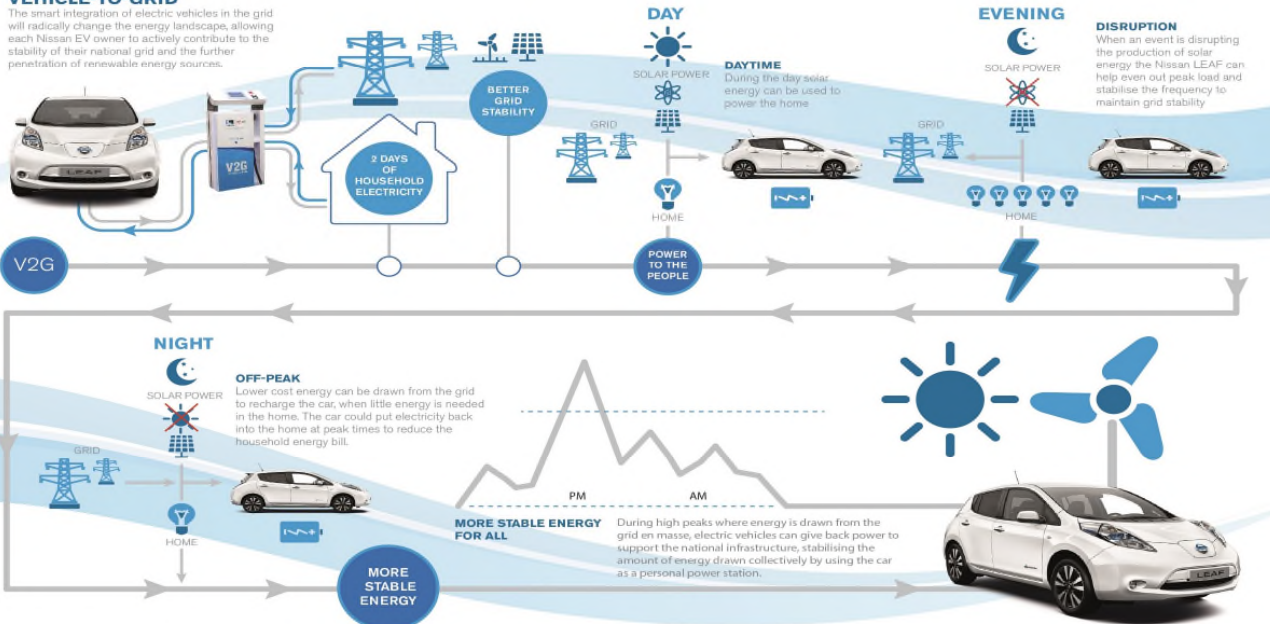 VEHICLE TO GRID
The smart integration of electric vehicles in the grid
will radically change the energy landscape, allowing
each Nissan EV owner to actively contribute to the
stability of their national grid and the further
penetration of renewable energy sources.
LEAF
V2G
2 DAYS
OF
HOUSEHOLD
ELECTRICITY
BETTER
GRID
STABILITY
DAY
SOLAR POWER
DAYTIME
During the day solar
energy can be used to
power the home
GRID
HOME
EVENING
SOLAR POWER
DISRUPTION
When an event is disrupting
the production of solar
energy the Nissan LEAF can
help even out peak load and
stabilise the frequency to
maintain grid stability
GRID
HOME
V2G
POWER
TO THE
PEOPLE
NIGHT
SOLAR POWER
OFF-PEAK
Lower cost energy can be drawn from the grid
to recharge the car, when little energy is needed
in the home. The car could put electricity back
into the home at peak times to reduce the
household energy bill.
GRID
HOME
PM
AM
MORE STABLE ENERGY
FOR ALL
During high peaks where energy is drawn from the
grid en masse, electric vehicles can give back power to
support the national infrastructure, stabilising the
amount of energy drawn collectively by using the car
as a personal power station.
MORE
STABLE
ENERGY
LEAF